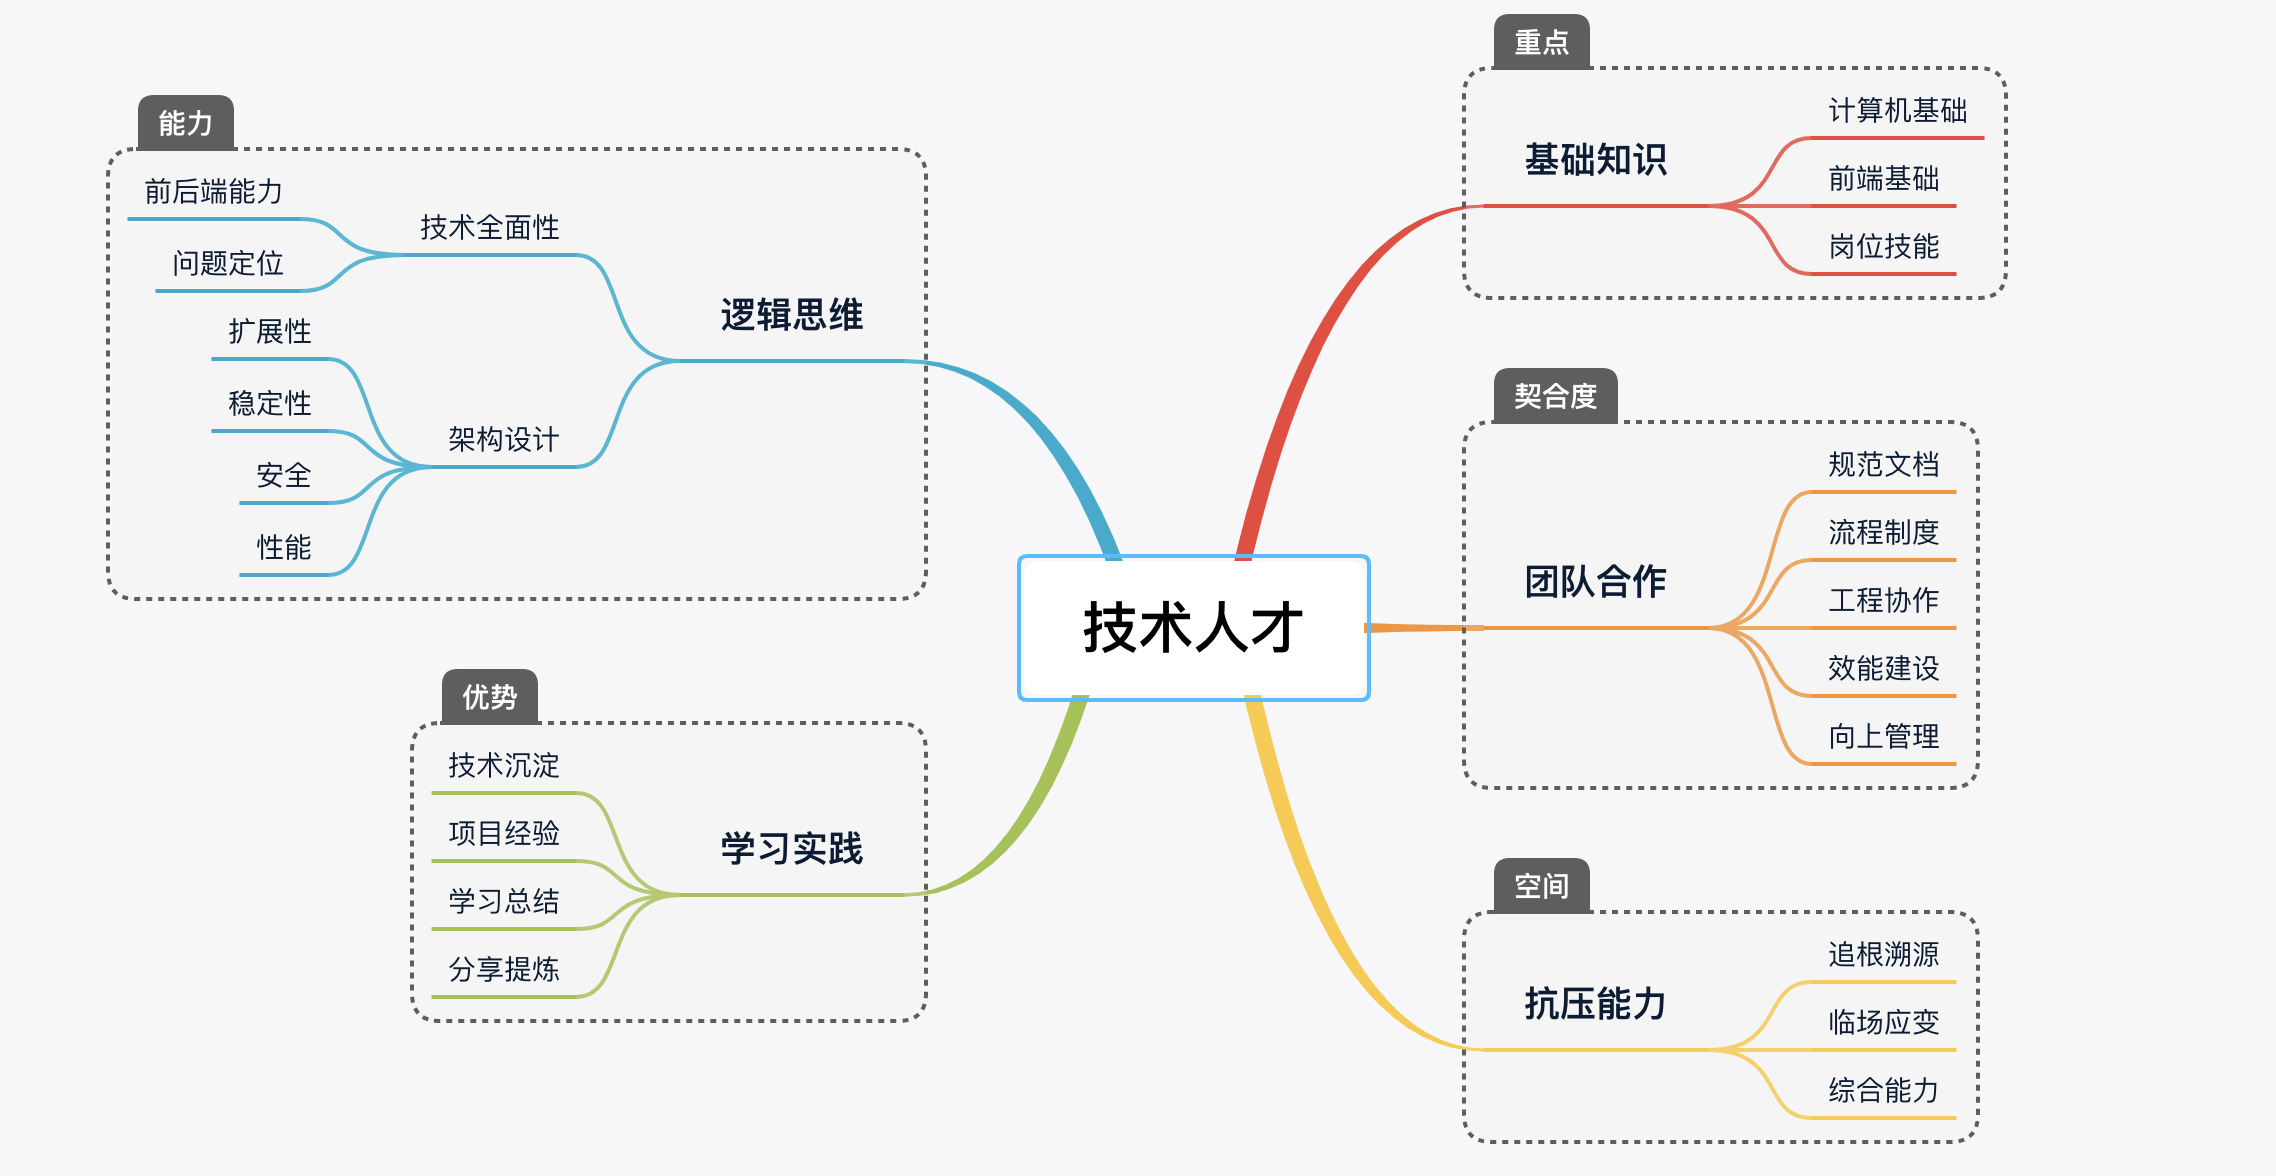 技术人才
重点
基础知识
计算机基础
前端基础
岗位技能
契合度
团队合作
规范文档
流程制度
工程协作
效能建设
向上管理
空间
抗压能力
追根溯源
临场应变
综合能力
能力
逻辑思维
技术全面性
前后端能力
问题定位
架构设计
扩展性
稳定性
安全
性能
优势
学习实践
技术沉淀
项目经验
学习总结
分享提炼